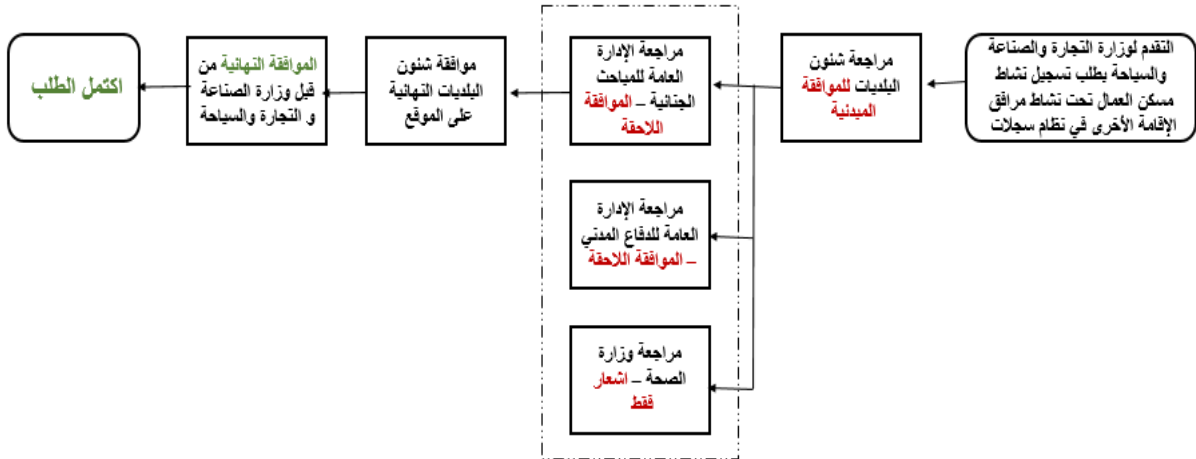 التقدم لوزارة التجارة والصناعة
والسياحة بطلب تسجيل نشاط
مسكن العمال تحت نشاط مرافق
الإقامة الأخرى في نظام سجلات
مراجعة شئون
البلديات للموافقة
المبدئية
مراجعة الإدارة
العامة للمباحث
الجنائية – الموافقة
اللاحقة
مراجعة الإدارة
العامة للدفاع المدني
– الموافقة اللاحقة
مراجعة وزارة
الصحة – اشعار
فقط
موافقة شئون
البلديات النهائية
على الموقع
الموافقة النهائية من
قبل وزارة الصناعة
و التجارة والسياحة
اكتمل الطلب